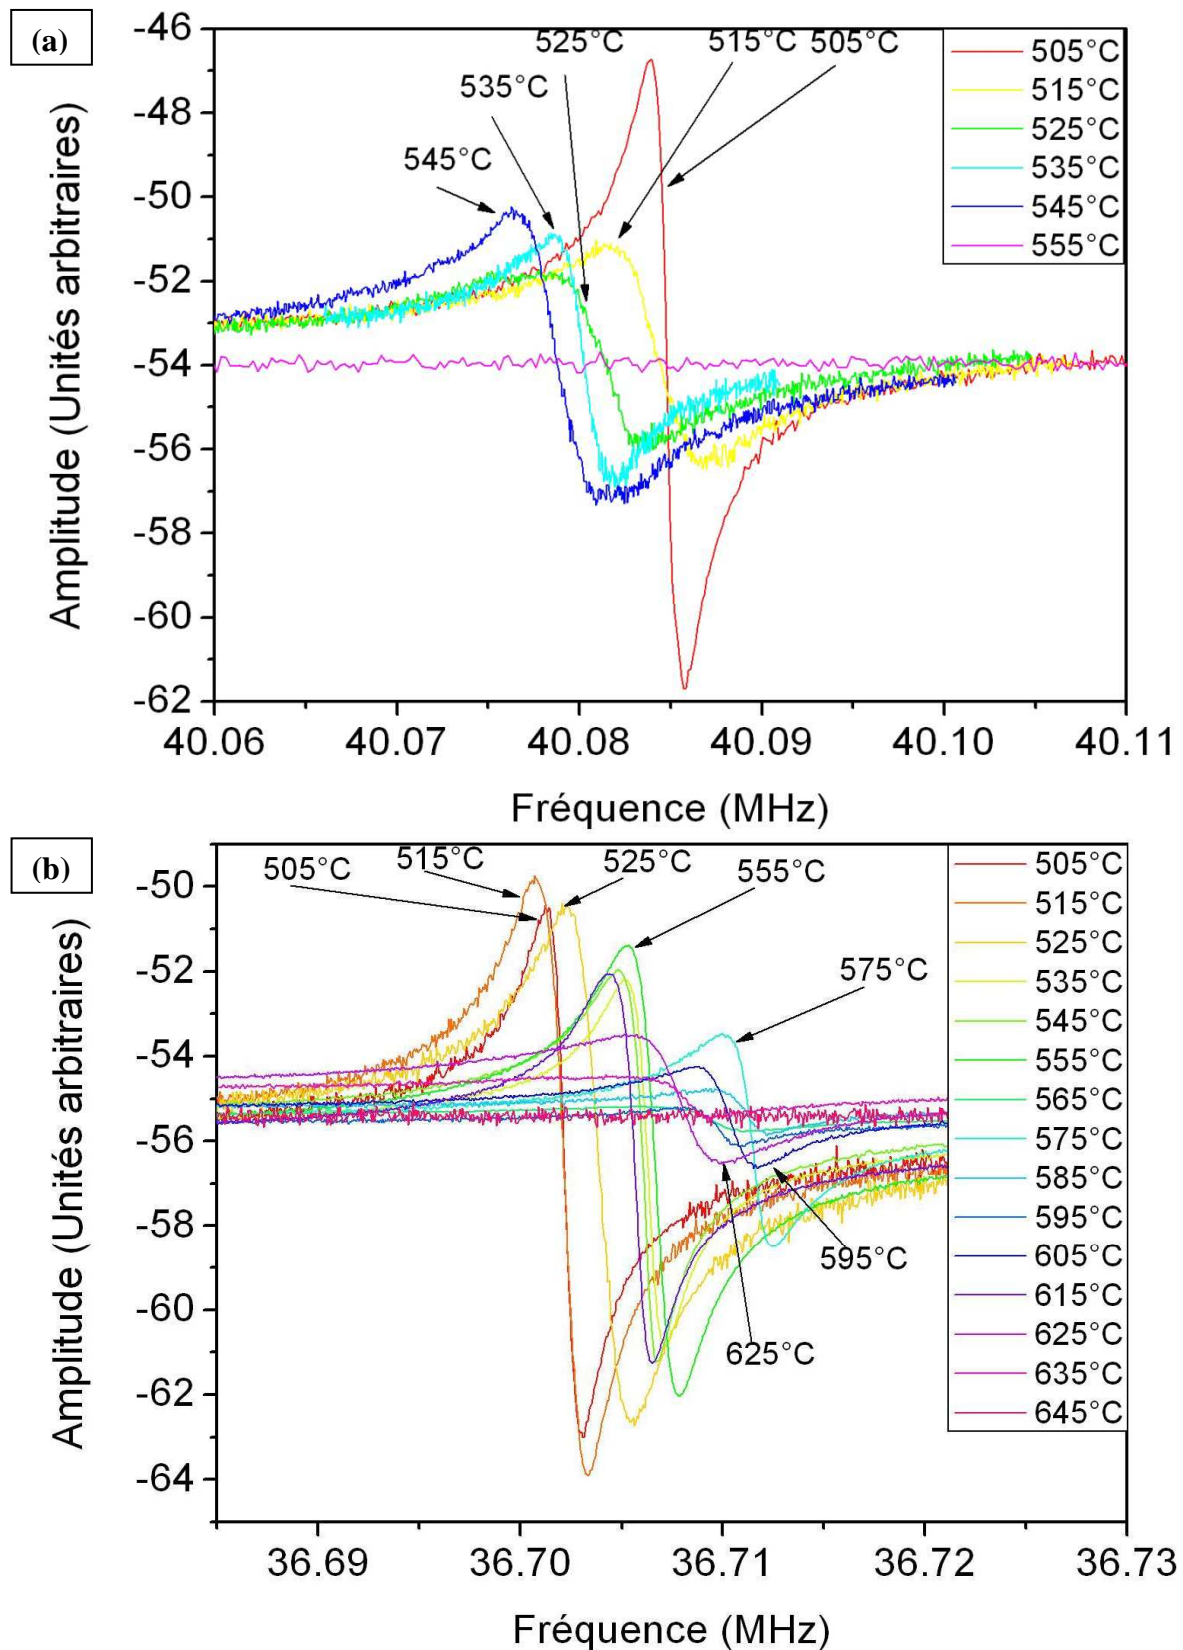 (a)
-46
-48
-50
-52
-54
-56
-58
-60
-62
Amplitude (Unités arbitraires)
525°C
515°C
505°C
535°C
545°C
505°C
515°C
525°C
535°C
545°C
555°C
40.06 40.07 40.08 40.09 40.10 40.11
Fréquence (MHz)
(b)
-50
-52
-54
-56
-58
-60
-62
-64
Amplitude (Unités arbitraires)
505°C
515°C
525°C
555°C
575°C
595°C
625°C
505°C
515°C
525°C
535°C
545°C
555°C
565°C
575°C
585°C
595°C
605°C
615°C
625°C
635°C
645°C
36.69 36.70 36.71 36.72 36.73
Fréquence (MHz)